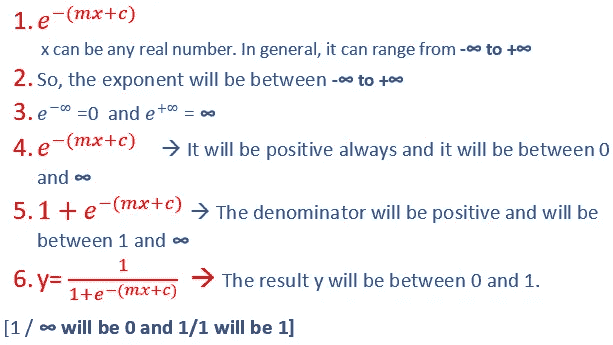 1. e^{-(mx+c)}
x can be any real number. In general, it can range from -∞ to +∞
2. So, the exponent will be between -∞ to +∞
3. e^{-∞} =0 and e^{+∞} = ∞
4. e^{-(mx+c)} → It will be positive always and it will be between 0
and ∞
5. 1 + e^{-(mx+c)} → The denominator will be positive and will be
between 1 and ∞
6. y= \frac{1}{1+e^{-(mx+c)}} → The result y will be between 0 and 1.
[1 / ∞ will be 0 and 1/1 will be 1]